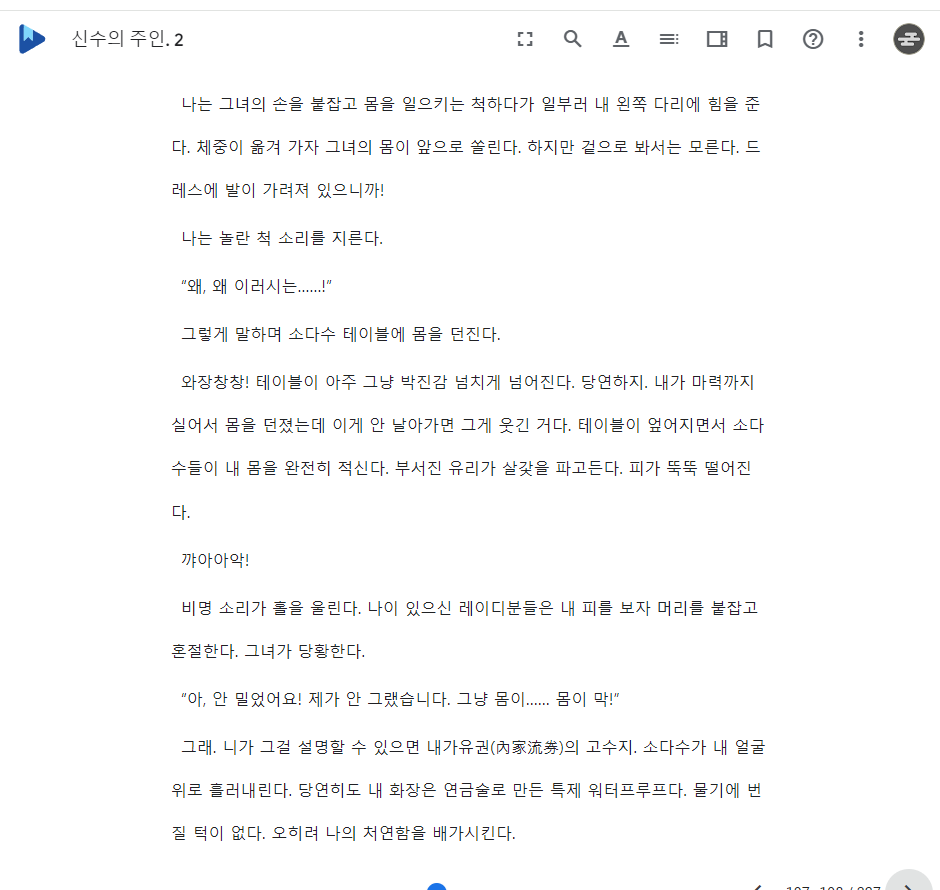 신수의 주인. 2
나는 그녀의 손을 붙잡고 몸을 일으키는 척하다가 일부러 내 왼쪽 다리에 힘을 준
다. 체중이 옮겨 가자 그녀의 몸이 앞으로 쏠린다. 하지만 겉으로 봐서는 모른다. 드
레스에 발이 가려져 있으니까!
나는 놀란 척 소리를 지른다.
"왜, 왜 이러시는......!"
그렇게 말하며 소다수 테이블에 몸을 던진다.
와장창창! 테이블이 아주 그냥 박진감 넘치게 넘어진다. 당연하지. 내가 마력까지
실어서 몸을 던졌는데 이게 안 날아가면 그게 웃긴 거다. 테이블이 엎어지면서 소다
수들이 내 몸을 완전히 적신다. 부서진 유리가 살갗을 파고든다. 피가 뚝뚝 떨어진
다.
꺄아아악!
비명 소리가 홀을 울린다. 나이 있으신 레이디분들은 내 피를 보자 머리를 붙잡고
혼절한다. 그녀가 당황한다.
"아, 안 밀었어요! 제가 안 그랬습니다. 그냥 몸이...... 몸이 막!"
그래. 니가 그걸 설명할 수 있으면 내가유권(內家流券)의 고수지. 소다수가 내 얼굴
위로 흘러내린다. 당연히도 내 화장은 연금술로 만든 특제 워터프루프다. 물기에 번
질 턱이 없다. 오히려 나의 처연함을 배가시킨다.